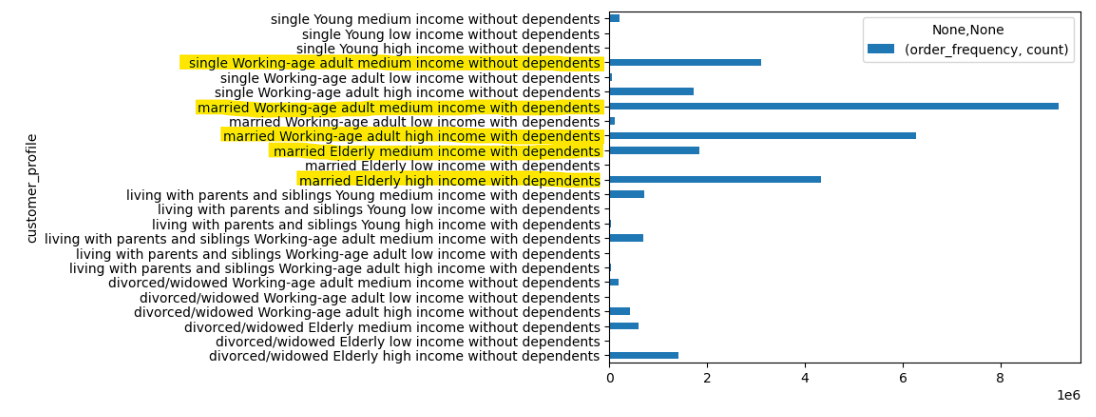 single Young medium income without dependents
single Young low income without dependents
single Young high income without dependents
single Working-age adult medium income without dependents
single Working-age adult low income without dependents
single Working-age adult high income without dependents
married Working-age adult medium income with dependents
married Working-age adult low income with dependents
married Working-age adult high income with dependents
married Elderly medium income with dependents
married Elderly low income with dependents
married Elderly high income with dependents
living with parents and siblings Young medium income with dependents
living with parents and siblings Young low income with dependents
living with parents and siblings Young high income with dependents
living with parents and siblings Working-age adult medium income with dependents
living with parents and siblings Working-age adult low income with dependents
living with parents and siblings Working-age adult high income with dependents
divorced/widowed Working-age adult medium income without dependents
divorced/widowed Working-age adult low income without dependents
divorced/widowed Working-age adult high income without dependents
divorced/widowed Elderly medium income without dependents
divorced/widowed Elderly low income without dependents
divorced/widowed Elderly high income without dependents
customer_profile
None,None
(order_frequency, count)
0 2 4 6 8
1e6